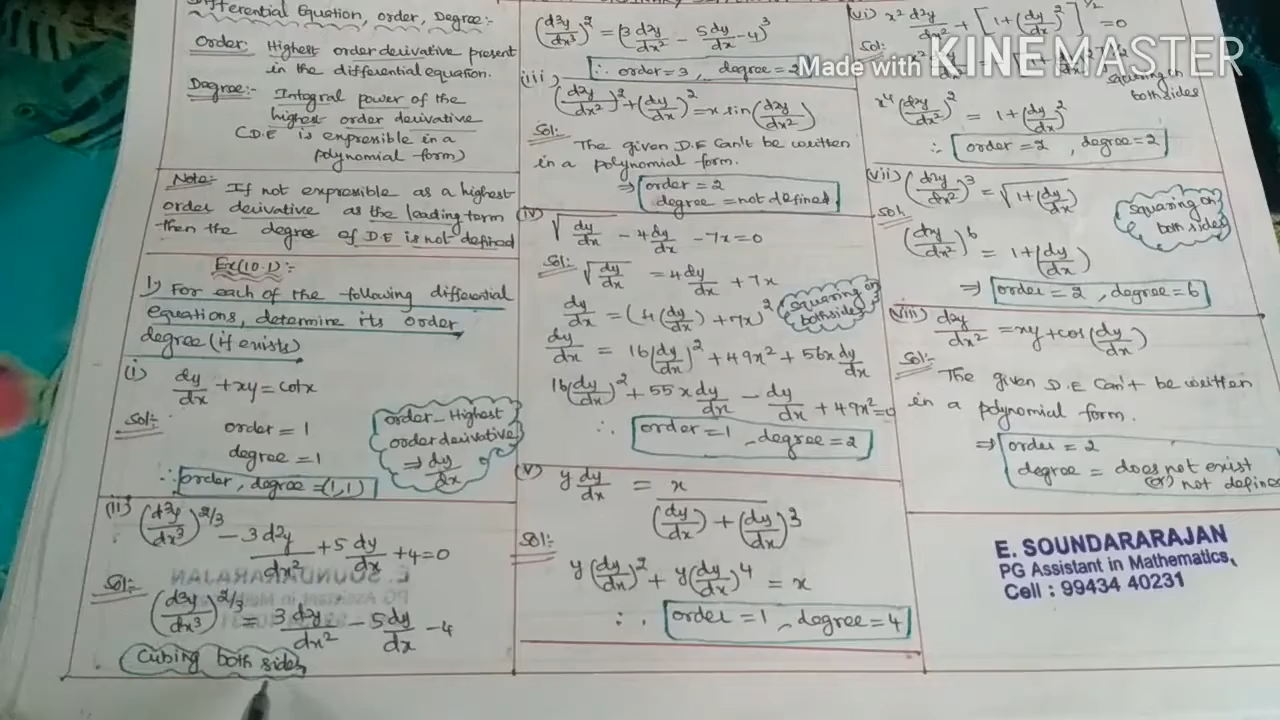 Differential Equation, order, Degree:-
Order: Highest order derivative present
in the differential equation.
Degree:- Integral power of the
highest order derivative
C.D.E is expressible in a
polynomial form)
Note:- If not expressible as a highest
order derivative as the leading term
then the degree of D.E is not defined
Ex(10.1):-
1) For each of the following differential
equations, determine its order,
degree (if exists)
(i) dy/dx + xy = cotx
Sol:-
order = 1
degree = 1
∴ order, degree = (1,1)
order - Highest
order derivative
⇒ dy/dx
(ii) (d³y/dx³)^2/3 - 3 d²y/dx² + 5 dy/dx + 4 = 0
Sol:-
(d³y/dx³)^2/3 = 3 d²y/dx² - 5 dy/dx - 4
Cubing both sides
(d³y/dx³)² = (3 d²y/dx² - 5 dy/dx - 4)³
∴ order = 3, degree = 2
(iii) (d²y/dx²)² + (dy/dx)² = x sin(d²y/dx²)
Sol:-
The given D.E Can't be written
in a polynomial form.
⇒ order = 2
degree = not defined
(iv) √dy/dx - 4 dy/dx - 7x = 0
Sol:- √dy/dx = 4 dy/dx + 7x
dy/dx = (4(dy/dx) + 7x)²
squaring on
both sides
dy/dx = 16(dy/dx)² + 49x² + 56x dy/dx
16(dy/dx)² + 55x dy/dx - dy/dx + 49x² = 0
∴ order = 1, degree = 2
(v) y dy/dx = x / (dy/dx) + (dy/dx)³
Sol:-
y(dy/dx)² + y(dy/dx)⁴ = x
∴ order = 1, degree = 4
(vi) x² d²y/dx² + [1 + (dy/dx)²]^1/2 = 0
Sol:
squaring on
both sides
x⁴(d²y/dx²)² = 1 + (dy/dx)²
∴ order = 2, degree = 2
(vii) (d²y/dx²)³ = √1 + (dy/dx)
Sol.
squaring on
both sides
(d²y/dx²)⁶ = 1 + (dy/dx)
⇒ order = 2, degree = 6
(viii) d²y/dx² = xy + cos(dy/dx)
Sol:-
The given D.E Can't be written
in a polynomial form.
⇒ order = 2
degree = does not exist
(or) not define
E. SOUNDARARAJAN
PG Assistant in Mathematics,
Cell : 99434 40231
Made with KINEMASTER